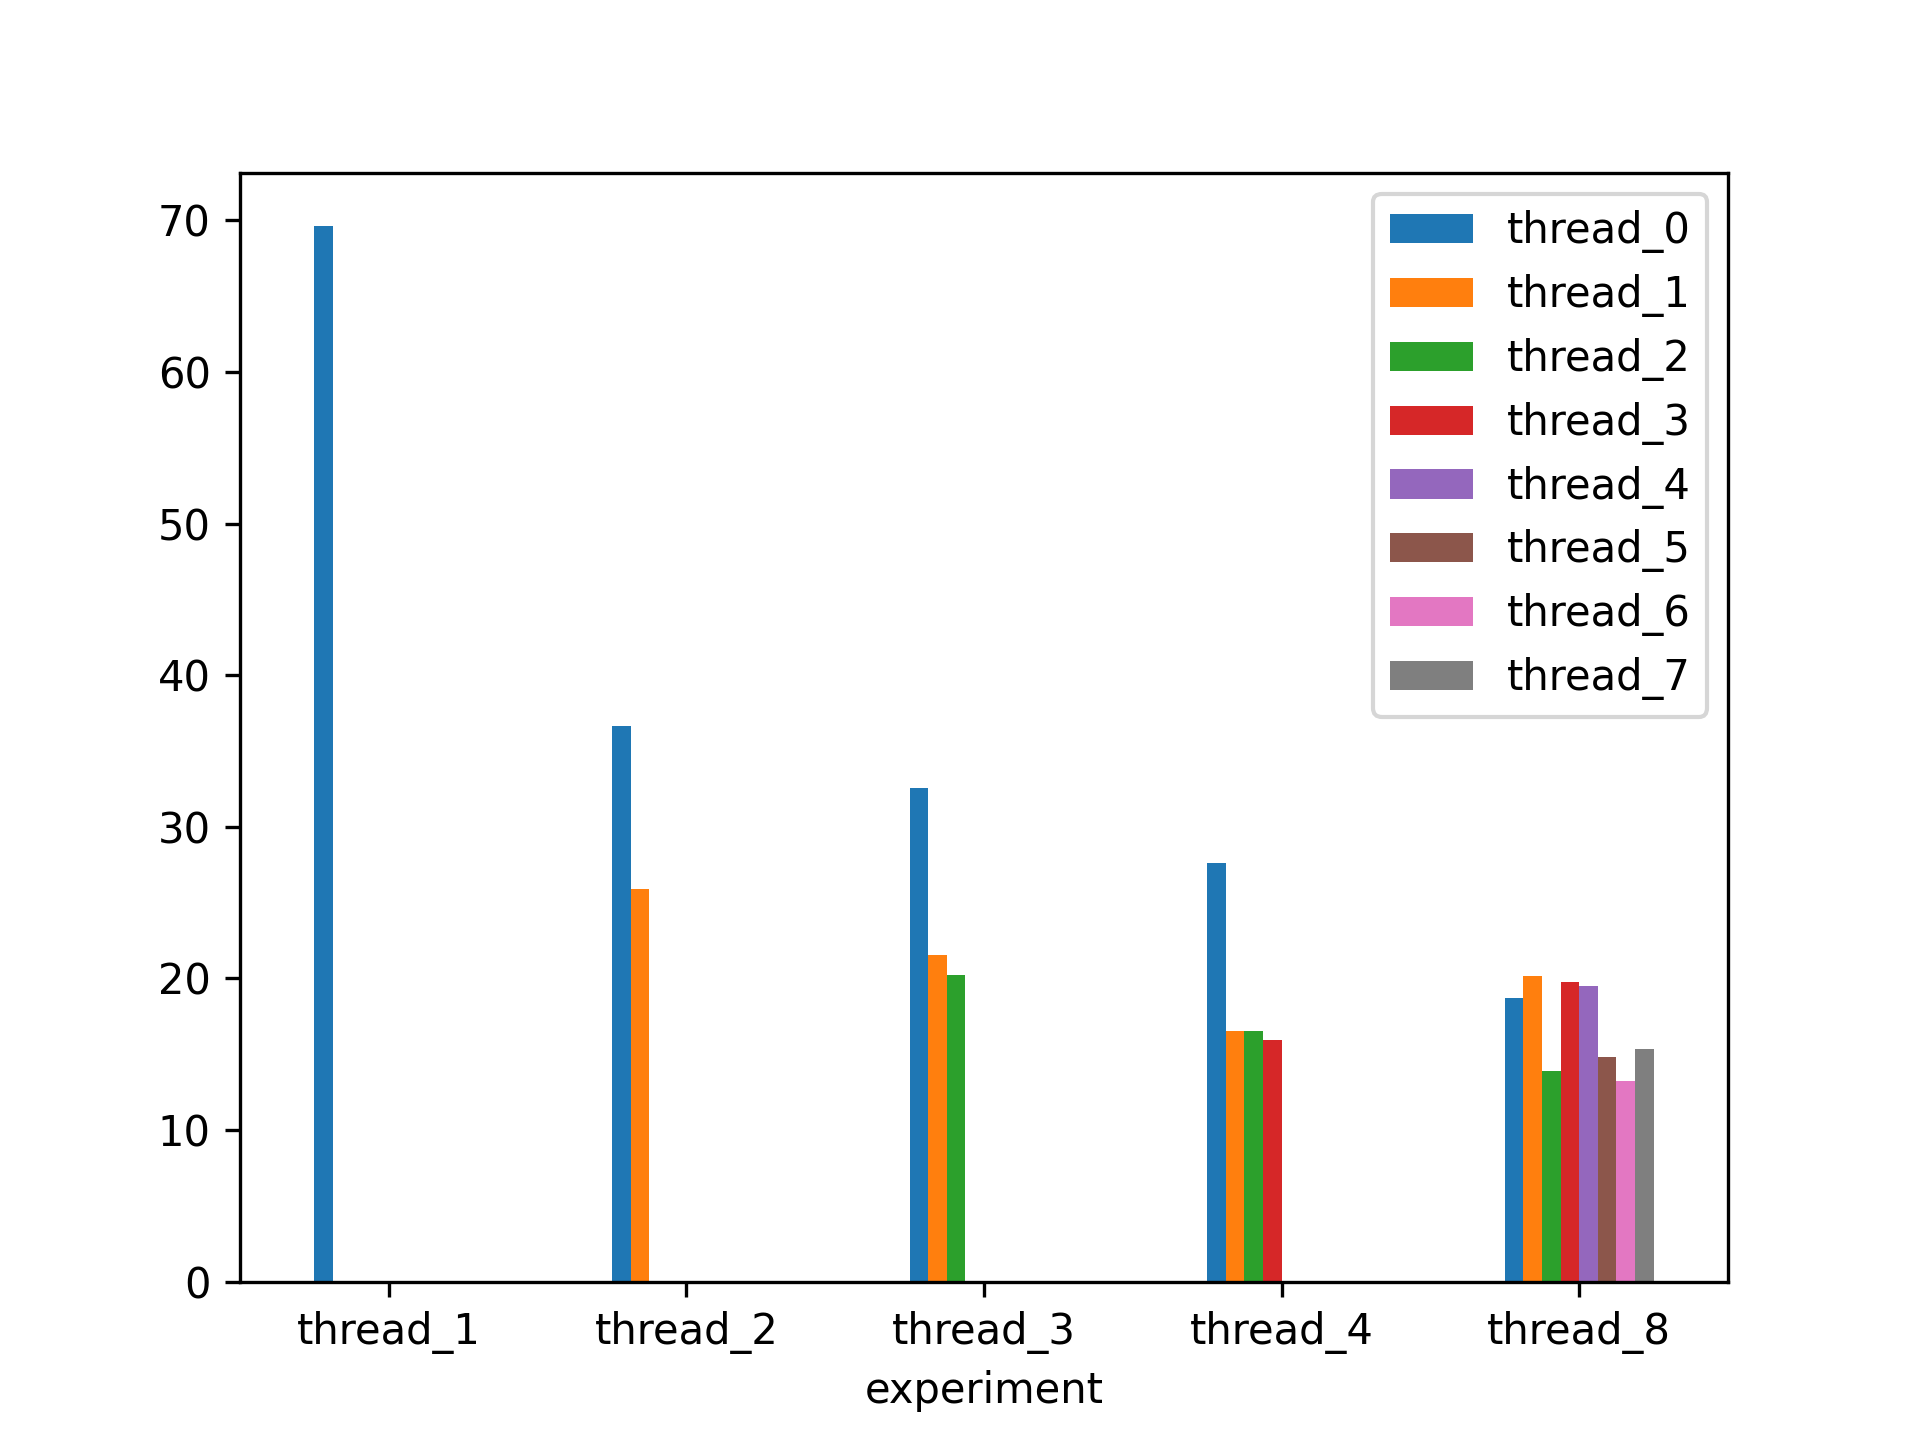 70
60
50
40
30
20
10
0
thread_0
thread_1
thread_2
thread_3
thread_4
thread_5
thread_6
thread_7
thread_1 thread_2 thread_3 thread_4 thread_8
experiment